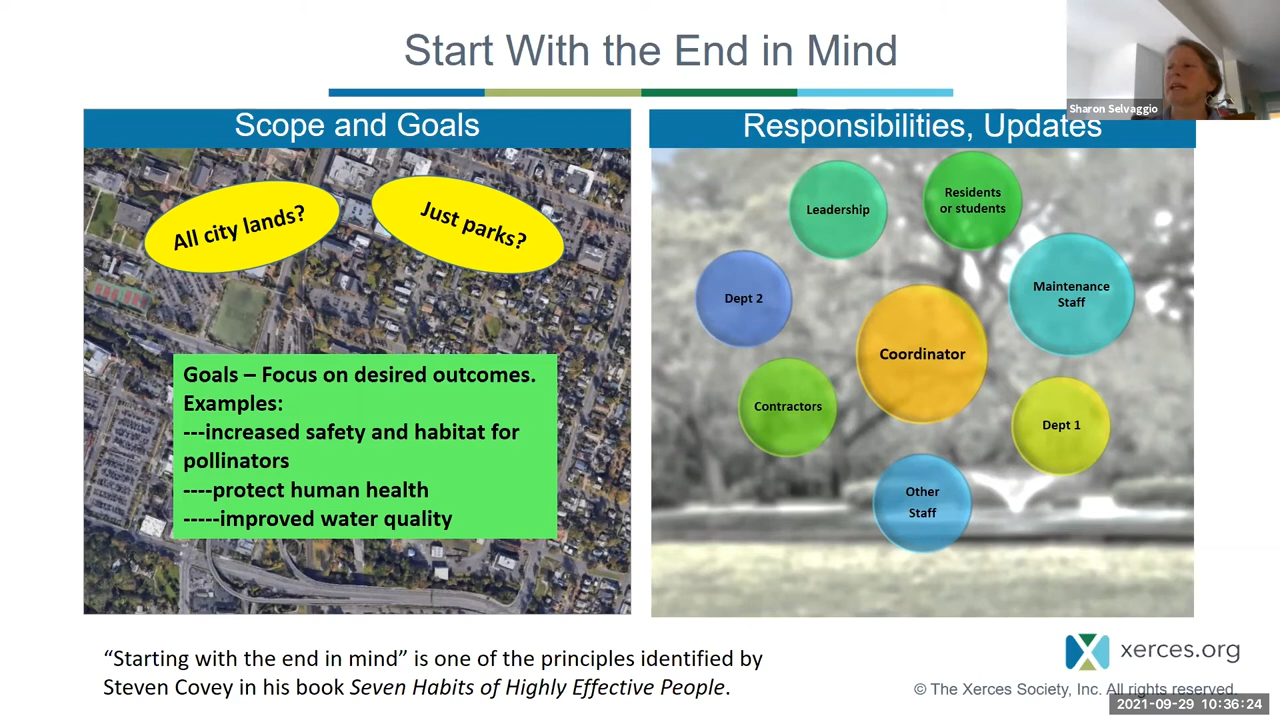 Start With the End in Mind
Sharon Selvaggio
Scope and Goals
All city lands?
Just parks?
Goals – Focus on desired outcomes.
Examples:
---increased safety and habitat for
pollinators
----protect human health
-----improved water quality
Responsibilities, Updates
Leadership
Residents
or students
Dept 2
Maintenance
Staff
Coordinator
Contractors
Dept 1
Other
Staff
“Starting with the end in mind” is one of the principles identified by
Steven Covey in his book Seven Habits of Highly Effective People.
xerces.org
© The Xerces Society, Inc. All rights reserved.
2021-09-29 10:36:24